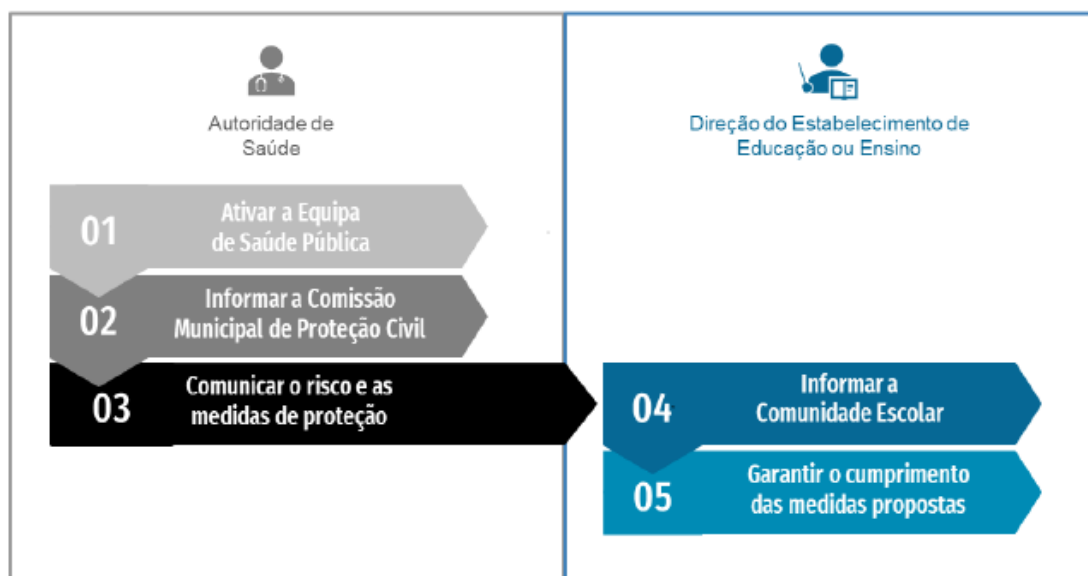 Autoridade de
Saúde
01
Ativar a Equipa
de Saúde Pública
02
Informar a Comissão
Municipal de Proteção Civil
03
Comunicar o risco e as
medidas de proteção
Direção do Estabelecimento de
Educação ou Ensino
04
Informar a
Comunidade Escolar
05
Garantir o cumprimento
das medidas propostas